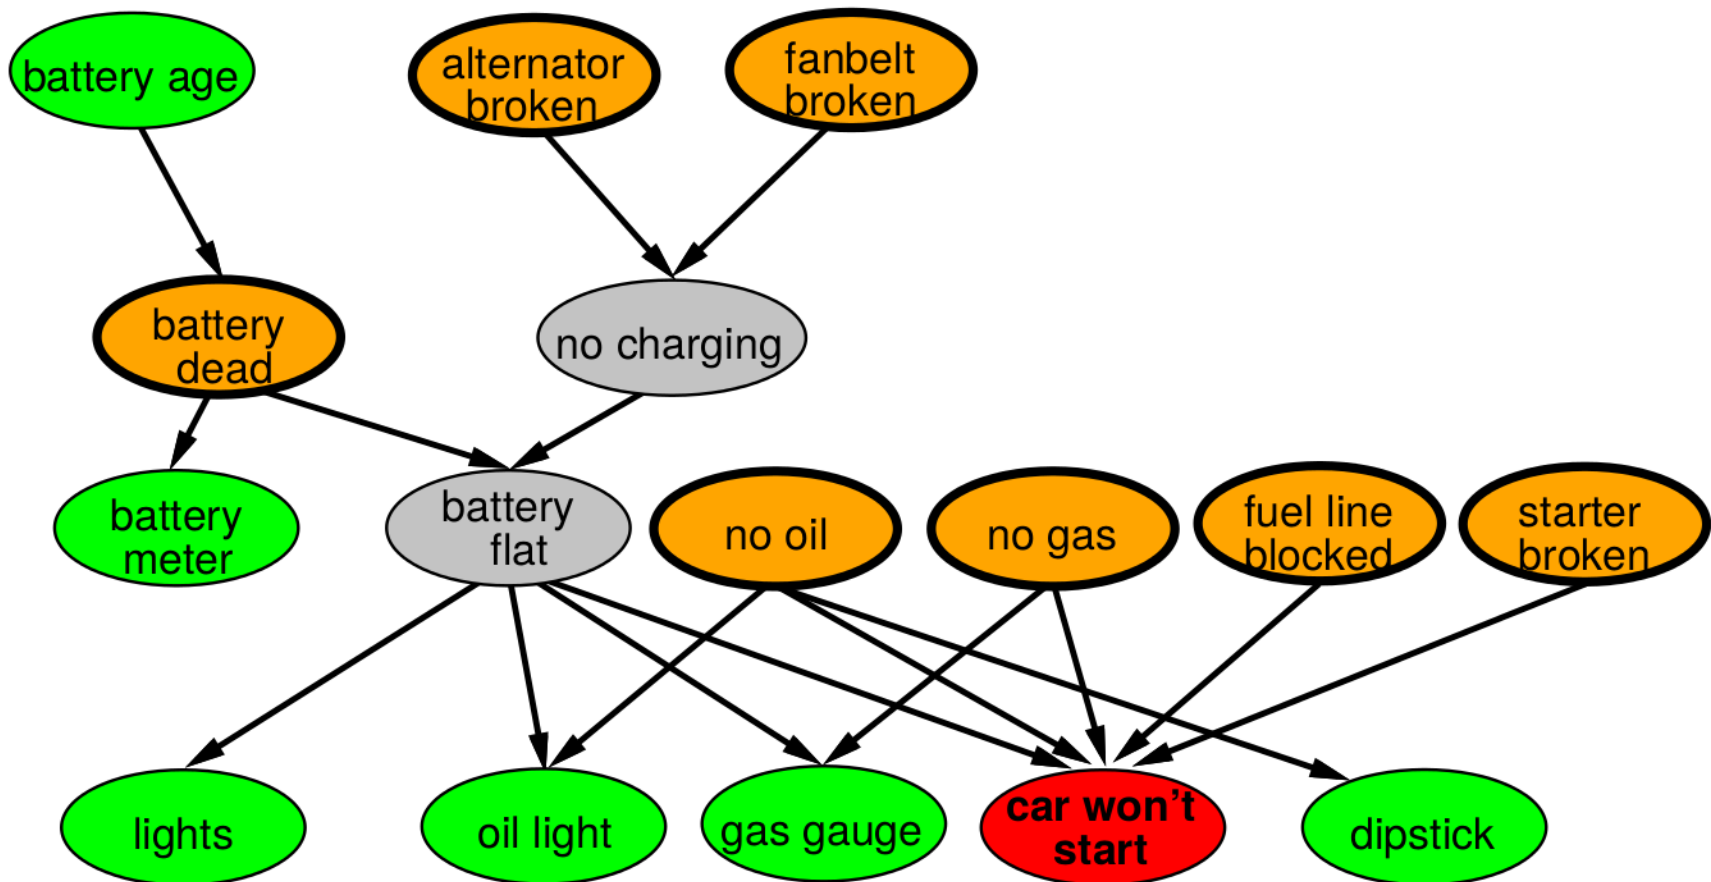 battery age
alternator
broken
fanbelt
broken
battery
dead
no charging
battery
meter
battery
flat
no oil
no gas
fuel line
blocked
starter
broken
lights
oil light
gas gauge
car won't
start
dipstick